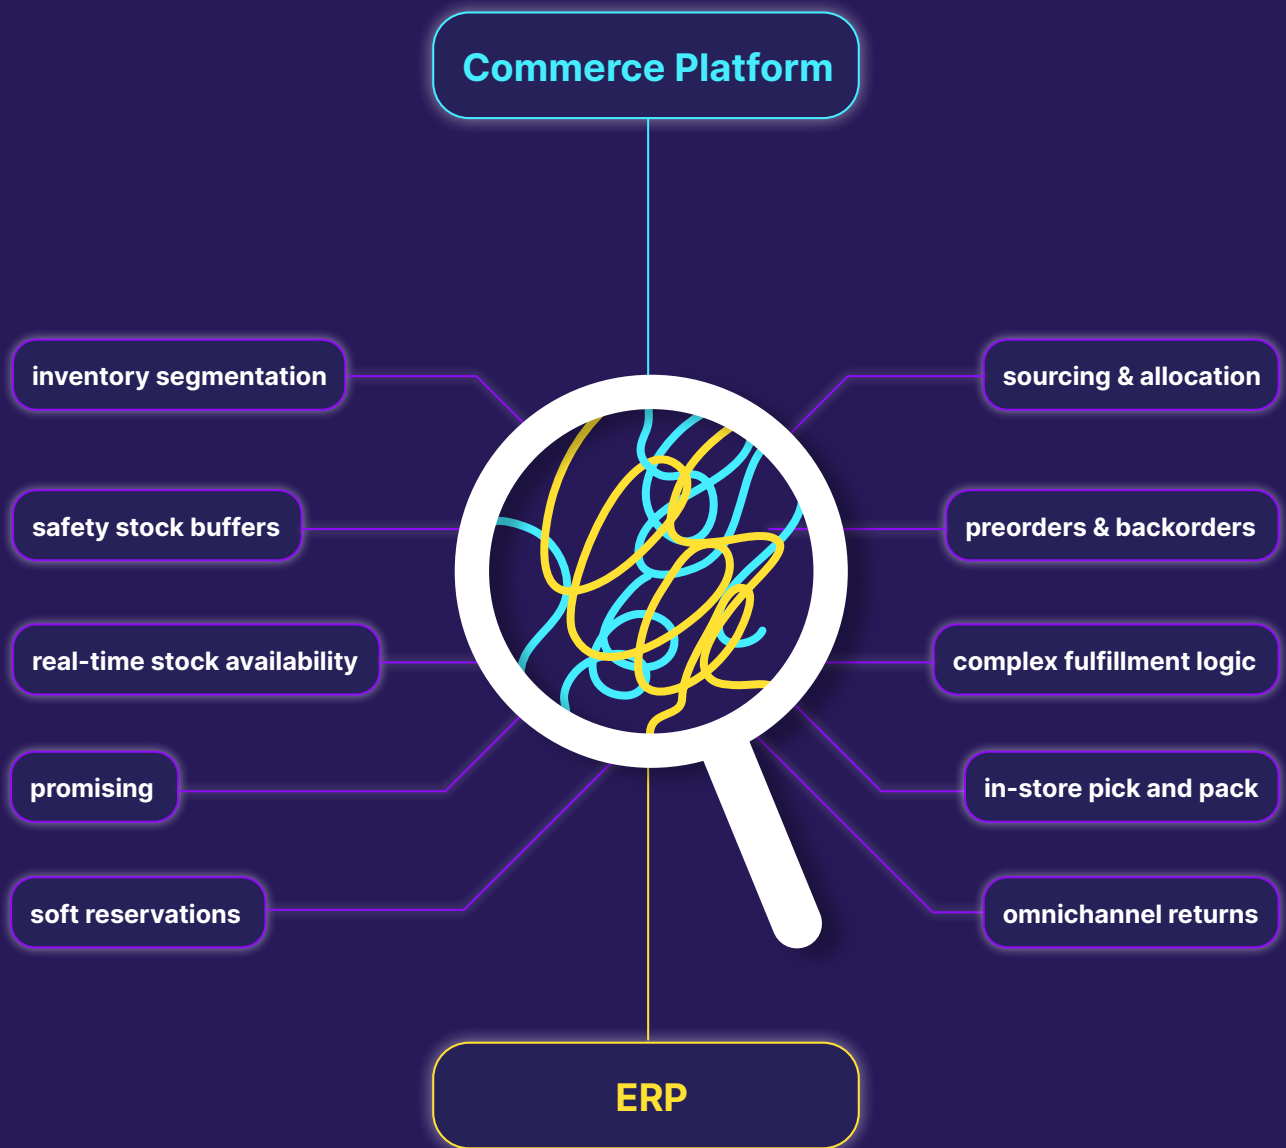 Commerce Platform
inventory segmentation
sourcing & allocation
safety stock buffers
preorders & backorders
real-time stock availability
complex fulfillment logic
promising
in-store pick and pack
soft reservations
omnichannel returns
ERP